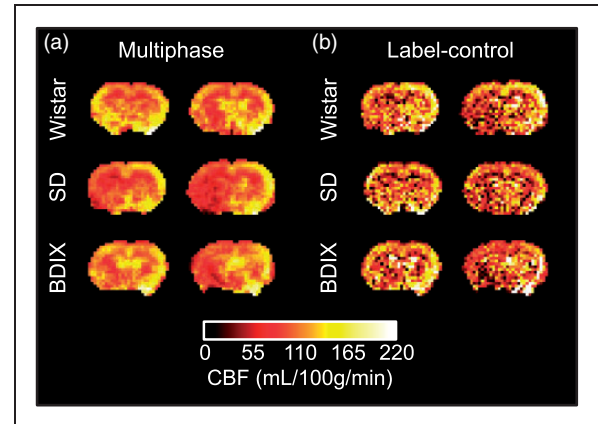 (a) Multiphase
(b) Label-control
Wistar
Wistar
SD
SD
BDIX
BDIX
0 55 110 165 220
CBF (mL/100g/min)